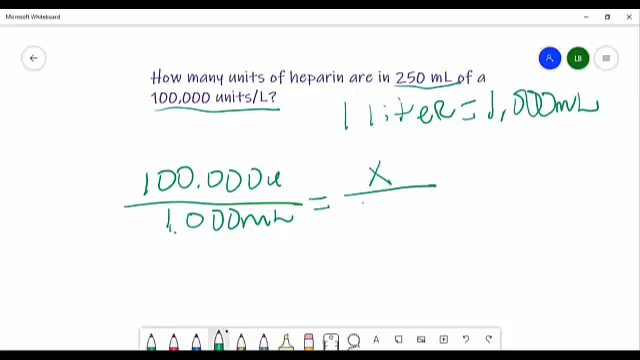 Microsoft Whiteboard
LB
How many units of heparin are in 250 mL of a
100,000 units/L?
1 liter = 1,000mL
100.000u = X
1.000mL
A